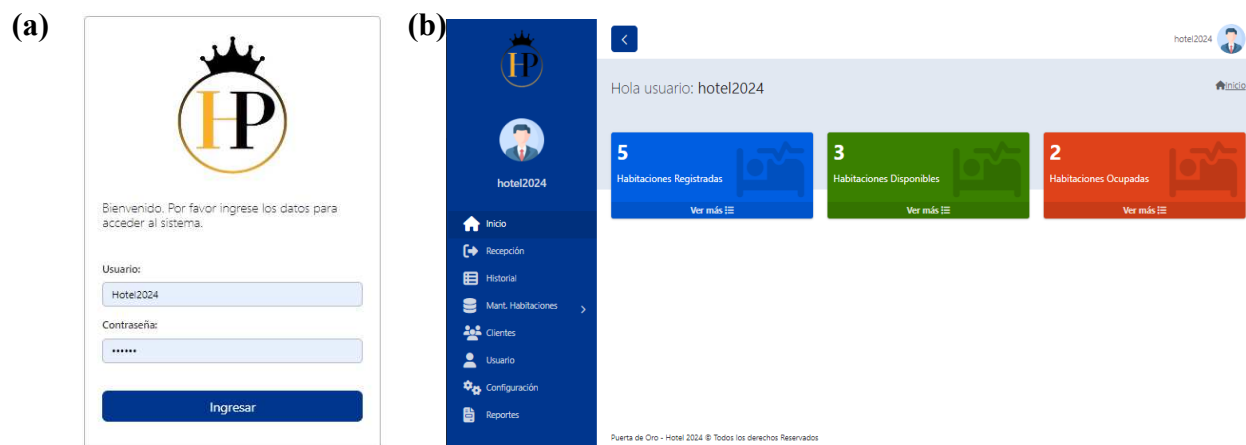 (a)
HP
Bienvenido. Por favor ingrese los datos para
acceder al sistema.
Usuario:
Hotel2024
Contraseña:
••••••
Ingresar
(b)
HP
hotel2024
Inicio
Recepción
Historial
Mant. Habitaciones
Clientes
Usuario
Configuración
Reportes
hotel2024
Hola usuario: hotel2024
Inicio
5
Habitaciones Registradas
Ver más
3
Habitaciones Disponibles
Ver más
2
Habitaciones Ocupadas
Ver más
Puerta de Oro - Hotel 2024 © Todos los derechos Reservados